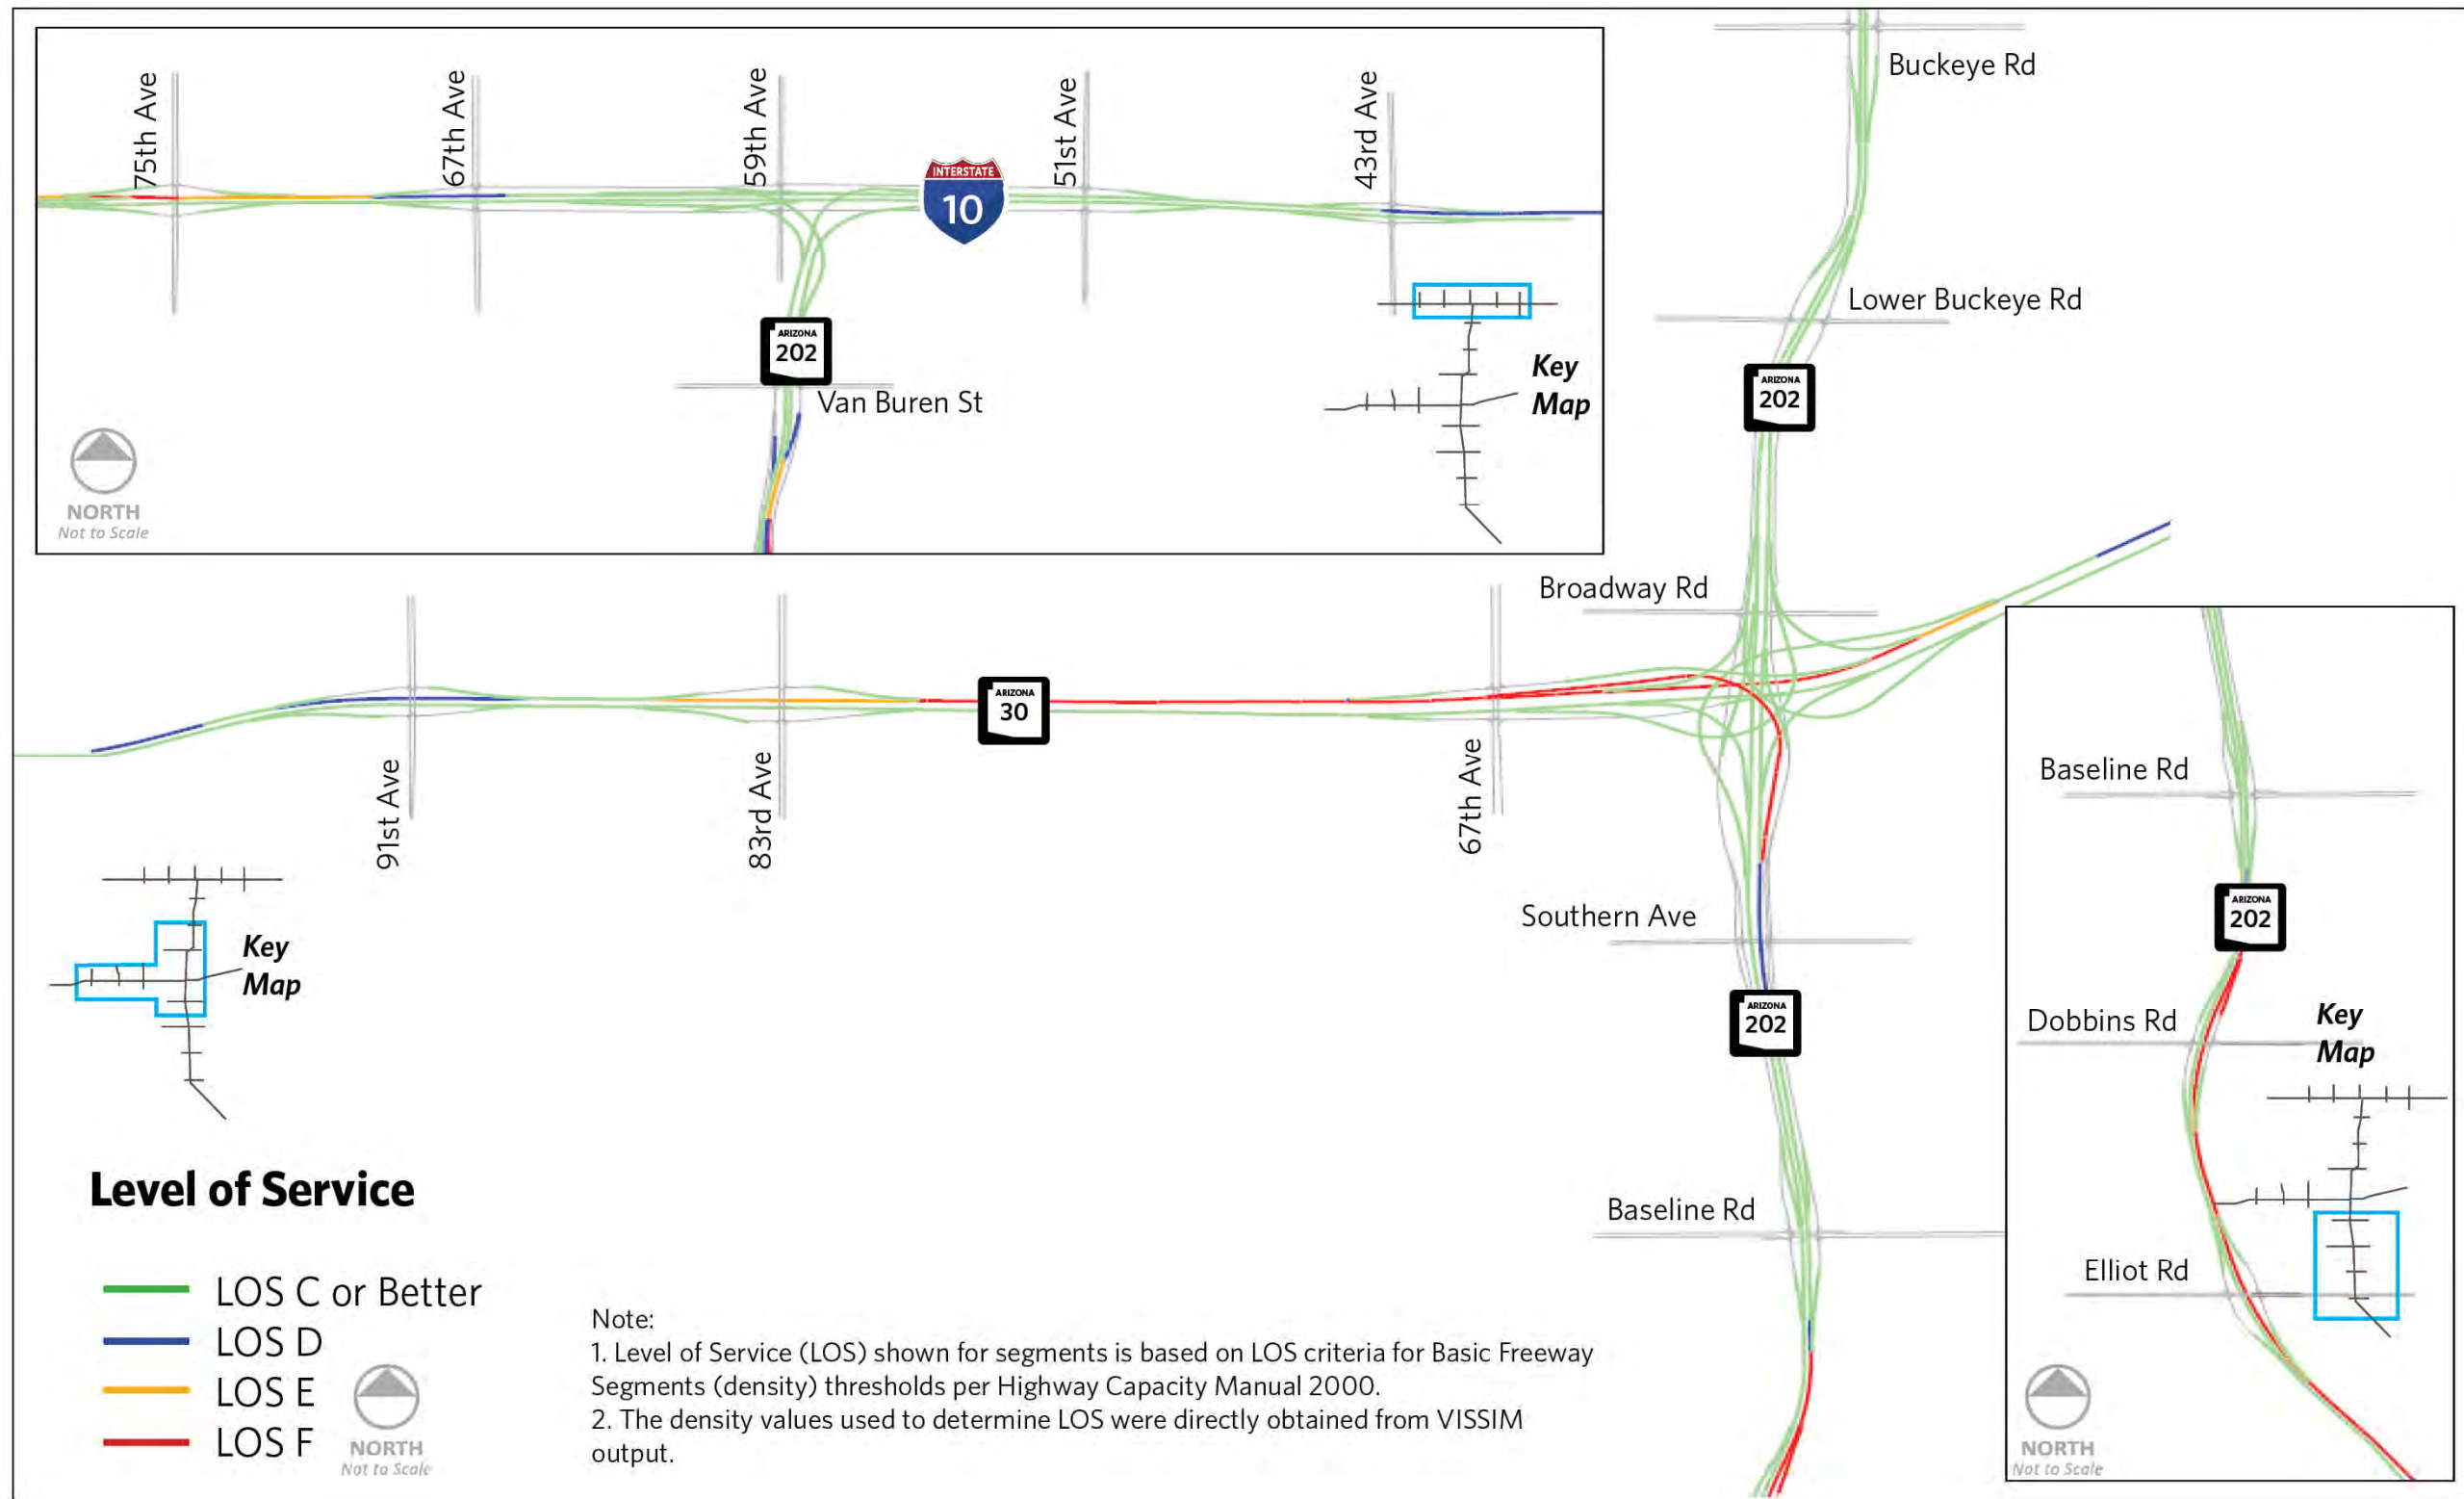 75th Ave
67th Ave
59th Ave
51st Ave
43rd Ave
INTERSTATE
10
ARIZONA
202
Van Buren St
Key
Map
NORTH
Not to Scale
Buckeye Rd
Lower Buckeye Rd
ARIZONA
202
Broadway Rd
ARIZONA
30
91st Ave
83rd Ave
67th Ave
Southern Ave
ARIZONA
202
Baseline Rd
Key
Map
Baseline Rd
ARIZONA
202
Dobbins Rd
Key
Map
Elliot Rd
NORTH
Not to Scale
Level of Service
LOS C or Better
LOS D
LOS E
LOS F
NORTH
Not to Scale
Note:
1. Level of Service (LOS) shown for segments is based on LOS criteria for Basic Freeway
Segments (density) thresholds per Highway Capacity Manual 2000.
2. The density values used to determine LOS were directly obtained from VISSIM
output.